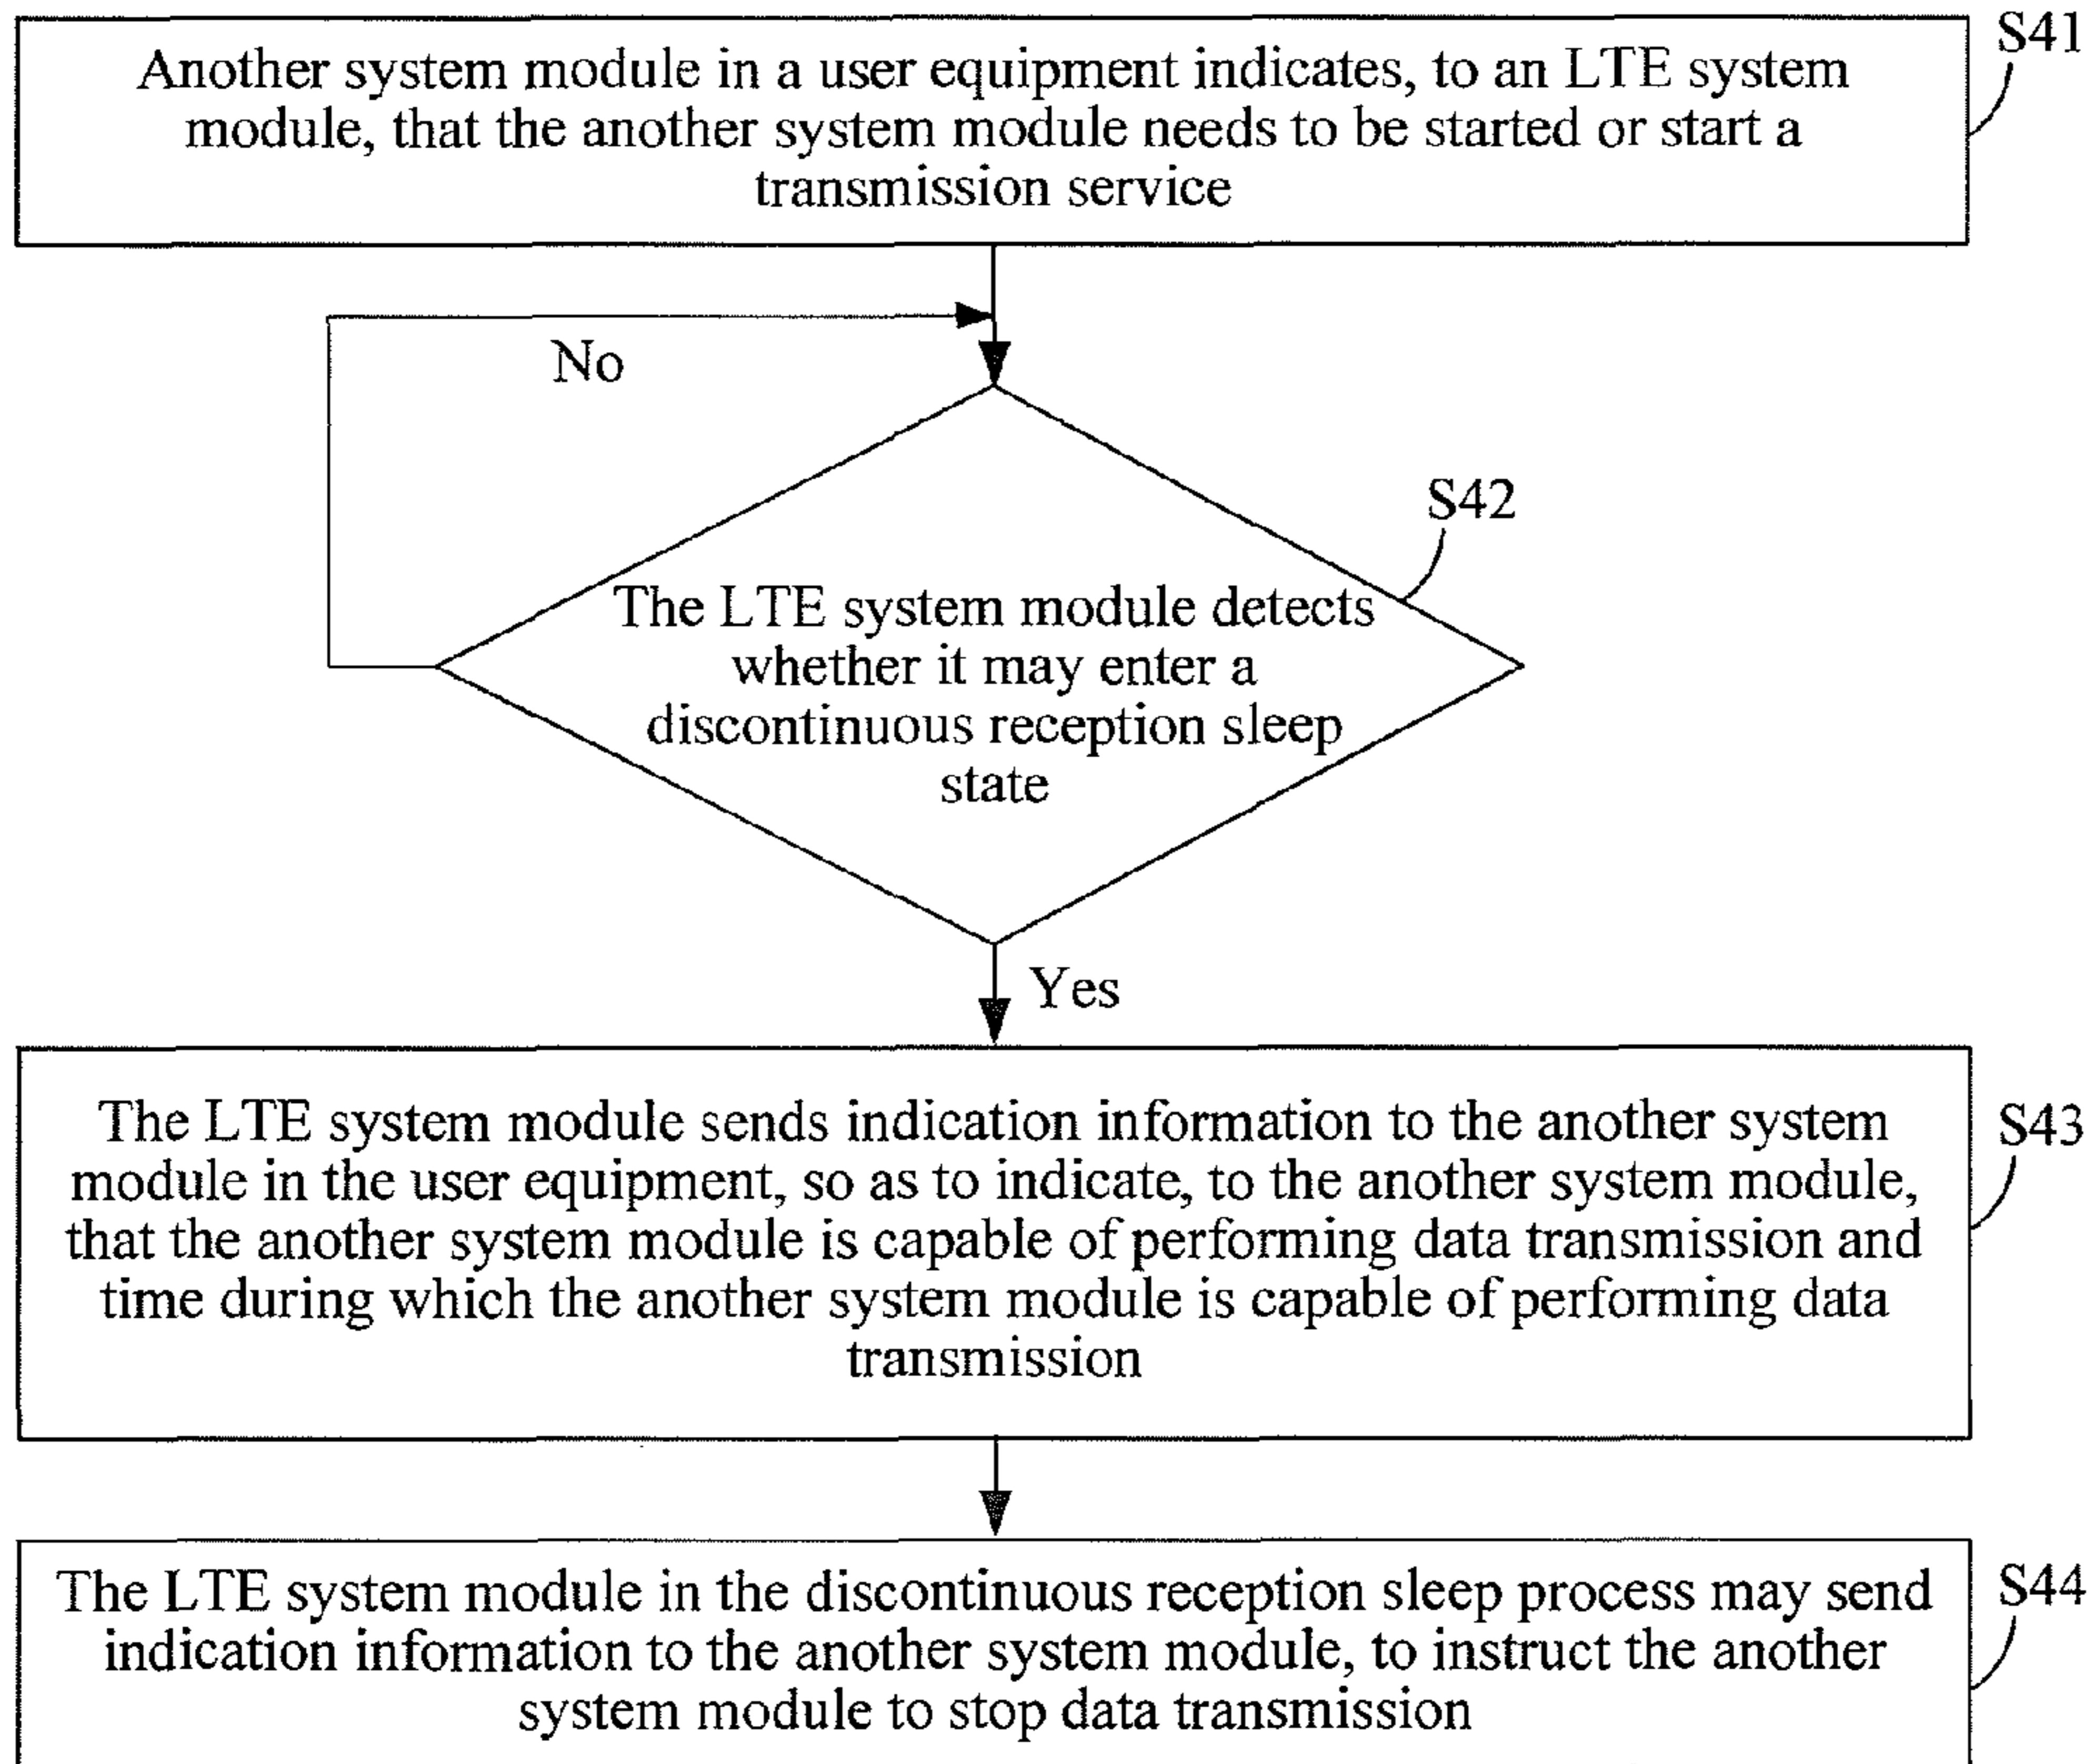 S41
Another system module in a user equipment indicates, to an LTE system
module, that the another system module needs to be started or start a
transmission service
No
S42
The LTE system module detects
whether it may enter a
discontinuous reception sleep
state
Yes
The LTE system module sends indication information to the another system
module in the user equipment, so as to indicate, to the another system module,
that the another system module is capable of performing data transmission and
time during which the another system module is capable of performing data
transmission
S43
The LTE system module in the discontinuous reception sleep process may send
indication information to the another system module, to instruct the another
system module to stop data transmission
S44